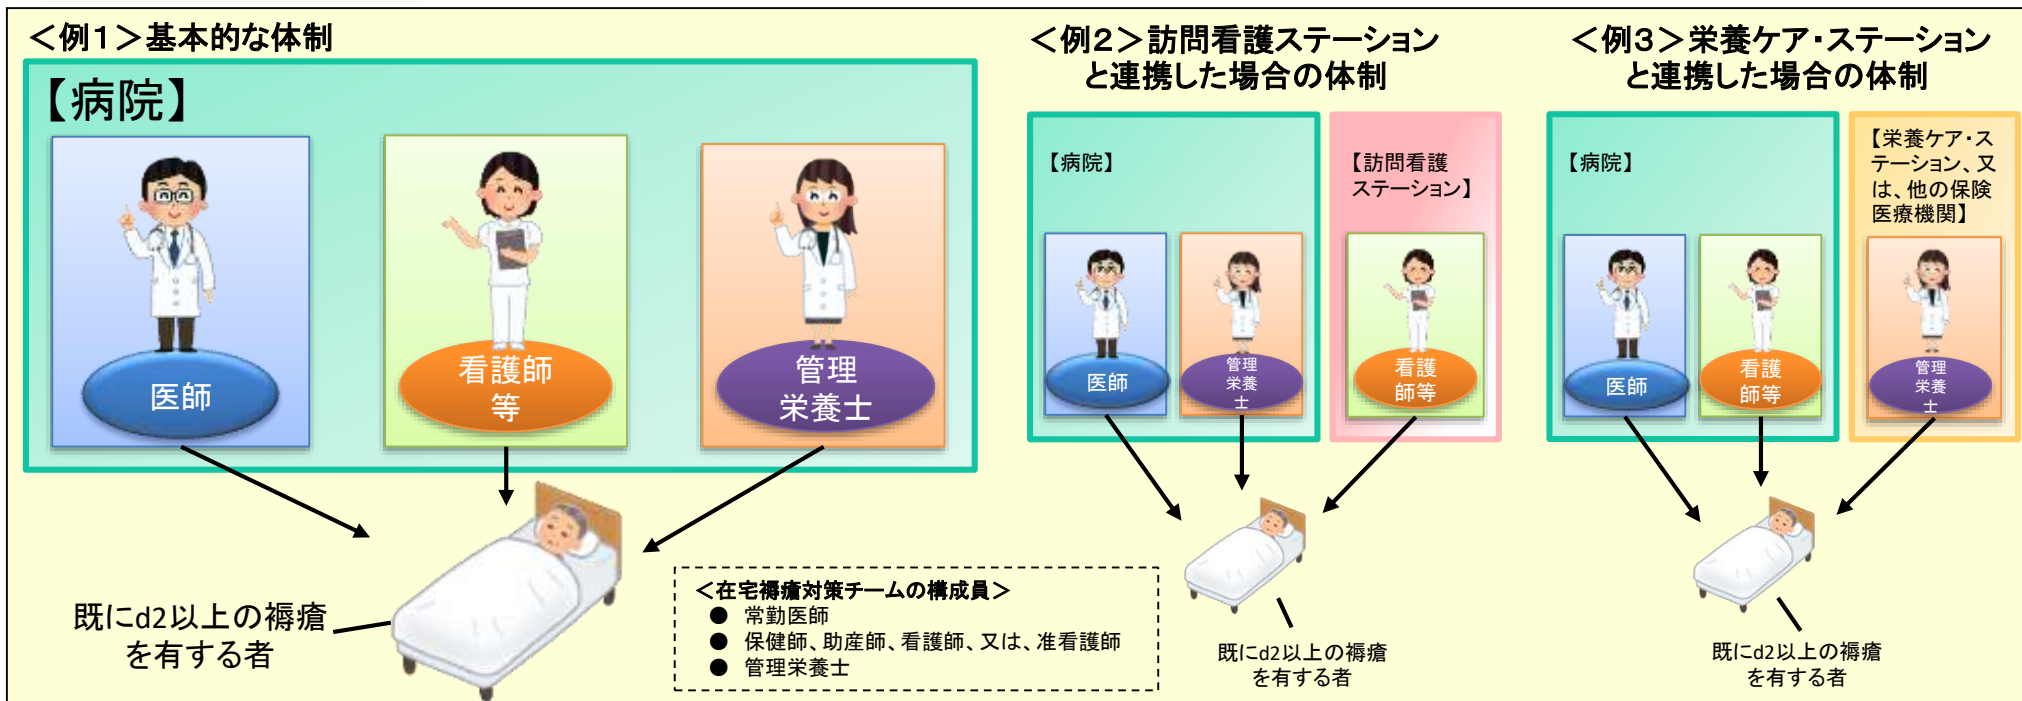 ＜例１＞基本的な体制
【病院】
医師
看護師
等
管理
栄養士
既にd2以上の褥瘡
を有する者
＜在宅褥瘡対策チームの構成員＞
● 常勤医師
● 保健師、助産師、看護師、又は、准看護師
● 管理栄養士
＜例２＞訪問看護ステーション
と連携した場合の体制
【病院】
医師
管理
栄養
士
【訪問看護
ステーション】
看護
師等
既にd2以上の褥瘡
を有する者
＜例３＞栄養ケア・ステーション
と連携した場合の体制
【病院】
医師
看護
師等
【栄養ケア・ス
テーション、又
は、他の保険
医療機関】
管理
栄養
士
既にd2以上の褥瘡
を有する者